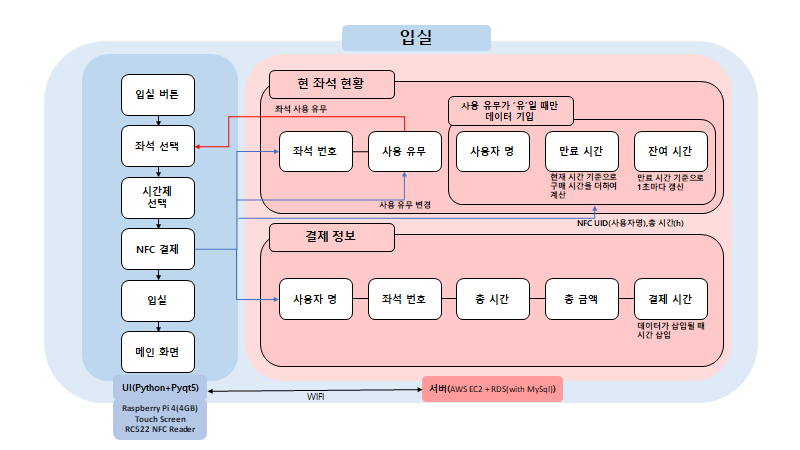 입실
입실 버튼
좌석 선택
시간제
선택
NFC 결제
입실
메인 화면
UI(Python+Pyqt5)
Raspberry Pi 4(4GB)
Touch Screen
RC522 NFC Reader
현 좌석 현황
좌석 사용 유무
좌석 번호
사용 유무
사용 유무 변경
사용 유무가 '유'일 때만
데이터 기입
사용자 명
만료 시간
현재 시간 기준으로
구매 시간을 더하여
계산
잔여 시간
만료 시간 기준으로
1초마다 갱신
NFC UID(사용자명),총 시간(h)
결제 정보
사용자 명
좌석 번호
총 시간
총 금액
결제 시간
데이터가 삽입될 때
시간 삽입
WIFI
서버(AWS EC2 + RDS(with MySql))